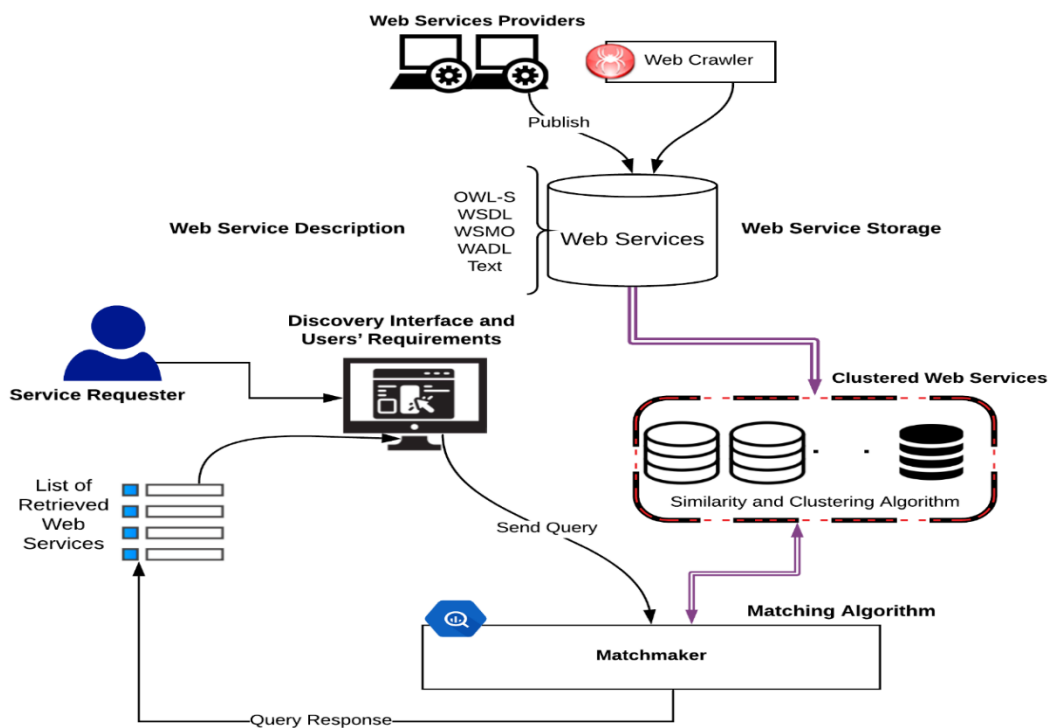 Web Services Providers
Web Crawler
Publish
OWL-S
WSDL
WSMO
WADL
Text
Web Service Description
Web Services
Web Service Storage
Discovery Interface and
Users’ Requirements
Service Requester
Clustered Web Services
Similarity and Clustering Algorithm
List of
Retrieved
Web
Services
Send Query
Matching Algorithm
Matchmaker
Query Response